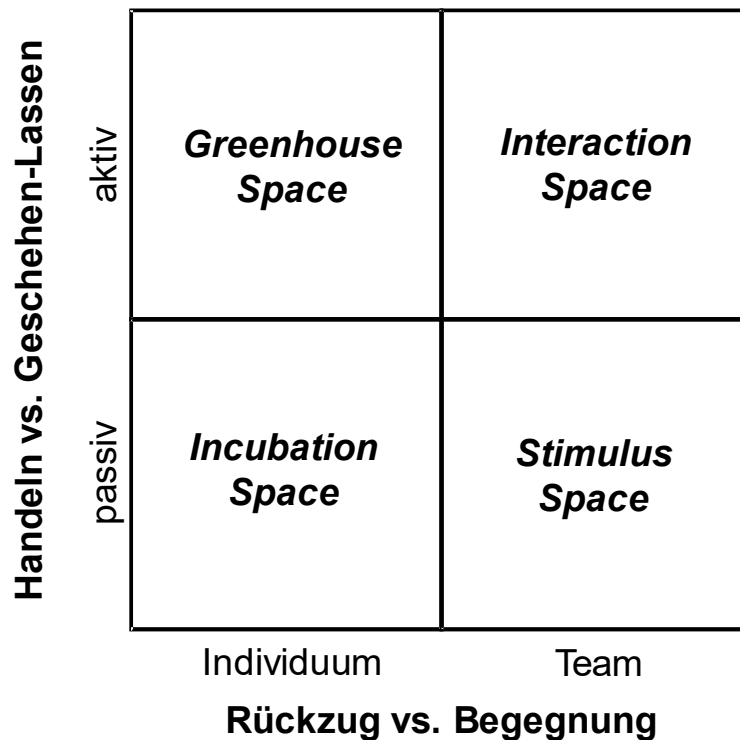 Handeln vs. Geschehen-Lassen
aktiv
Greenhouse
Space
Interaction
Space
passiv
Incubation
Space
Stimulus
Space
Individuum
Team
Rückzug vs. Begegnung